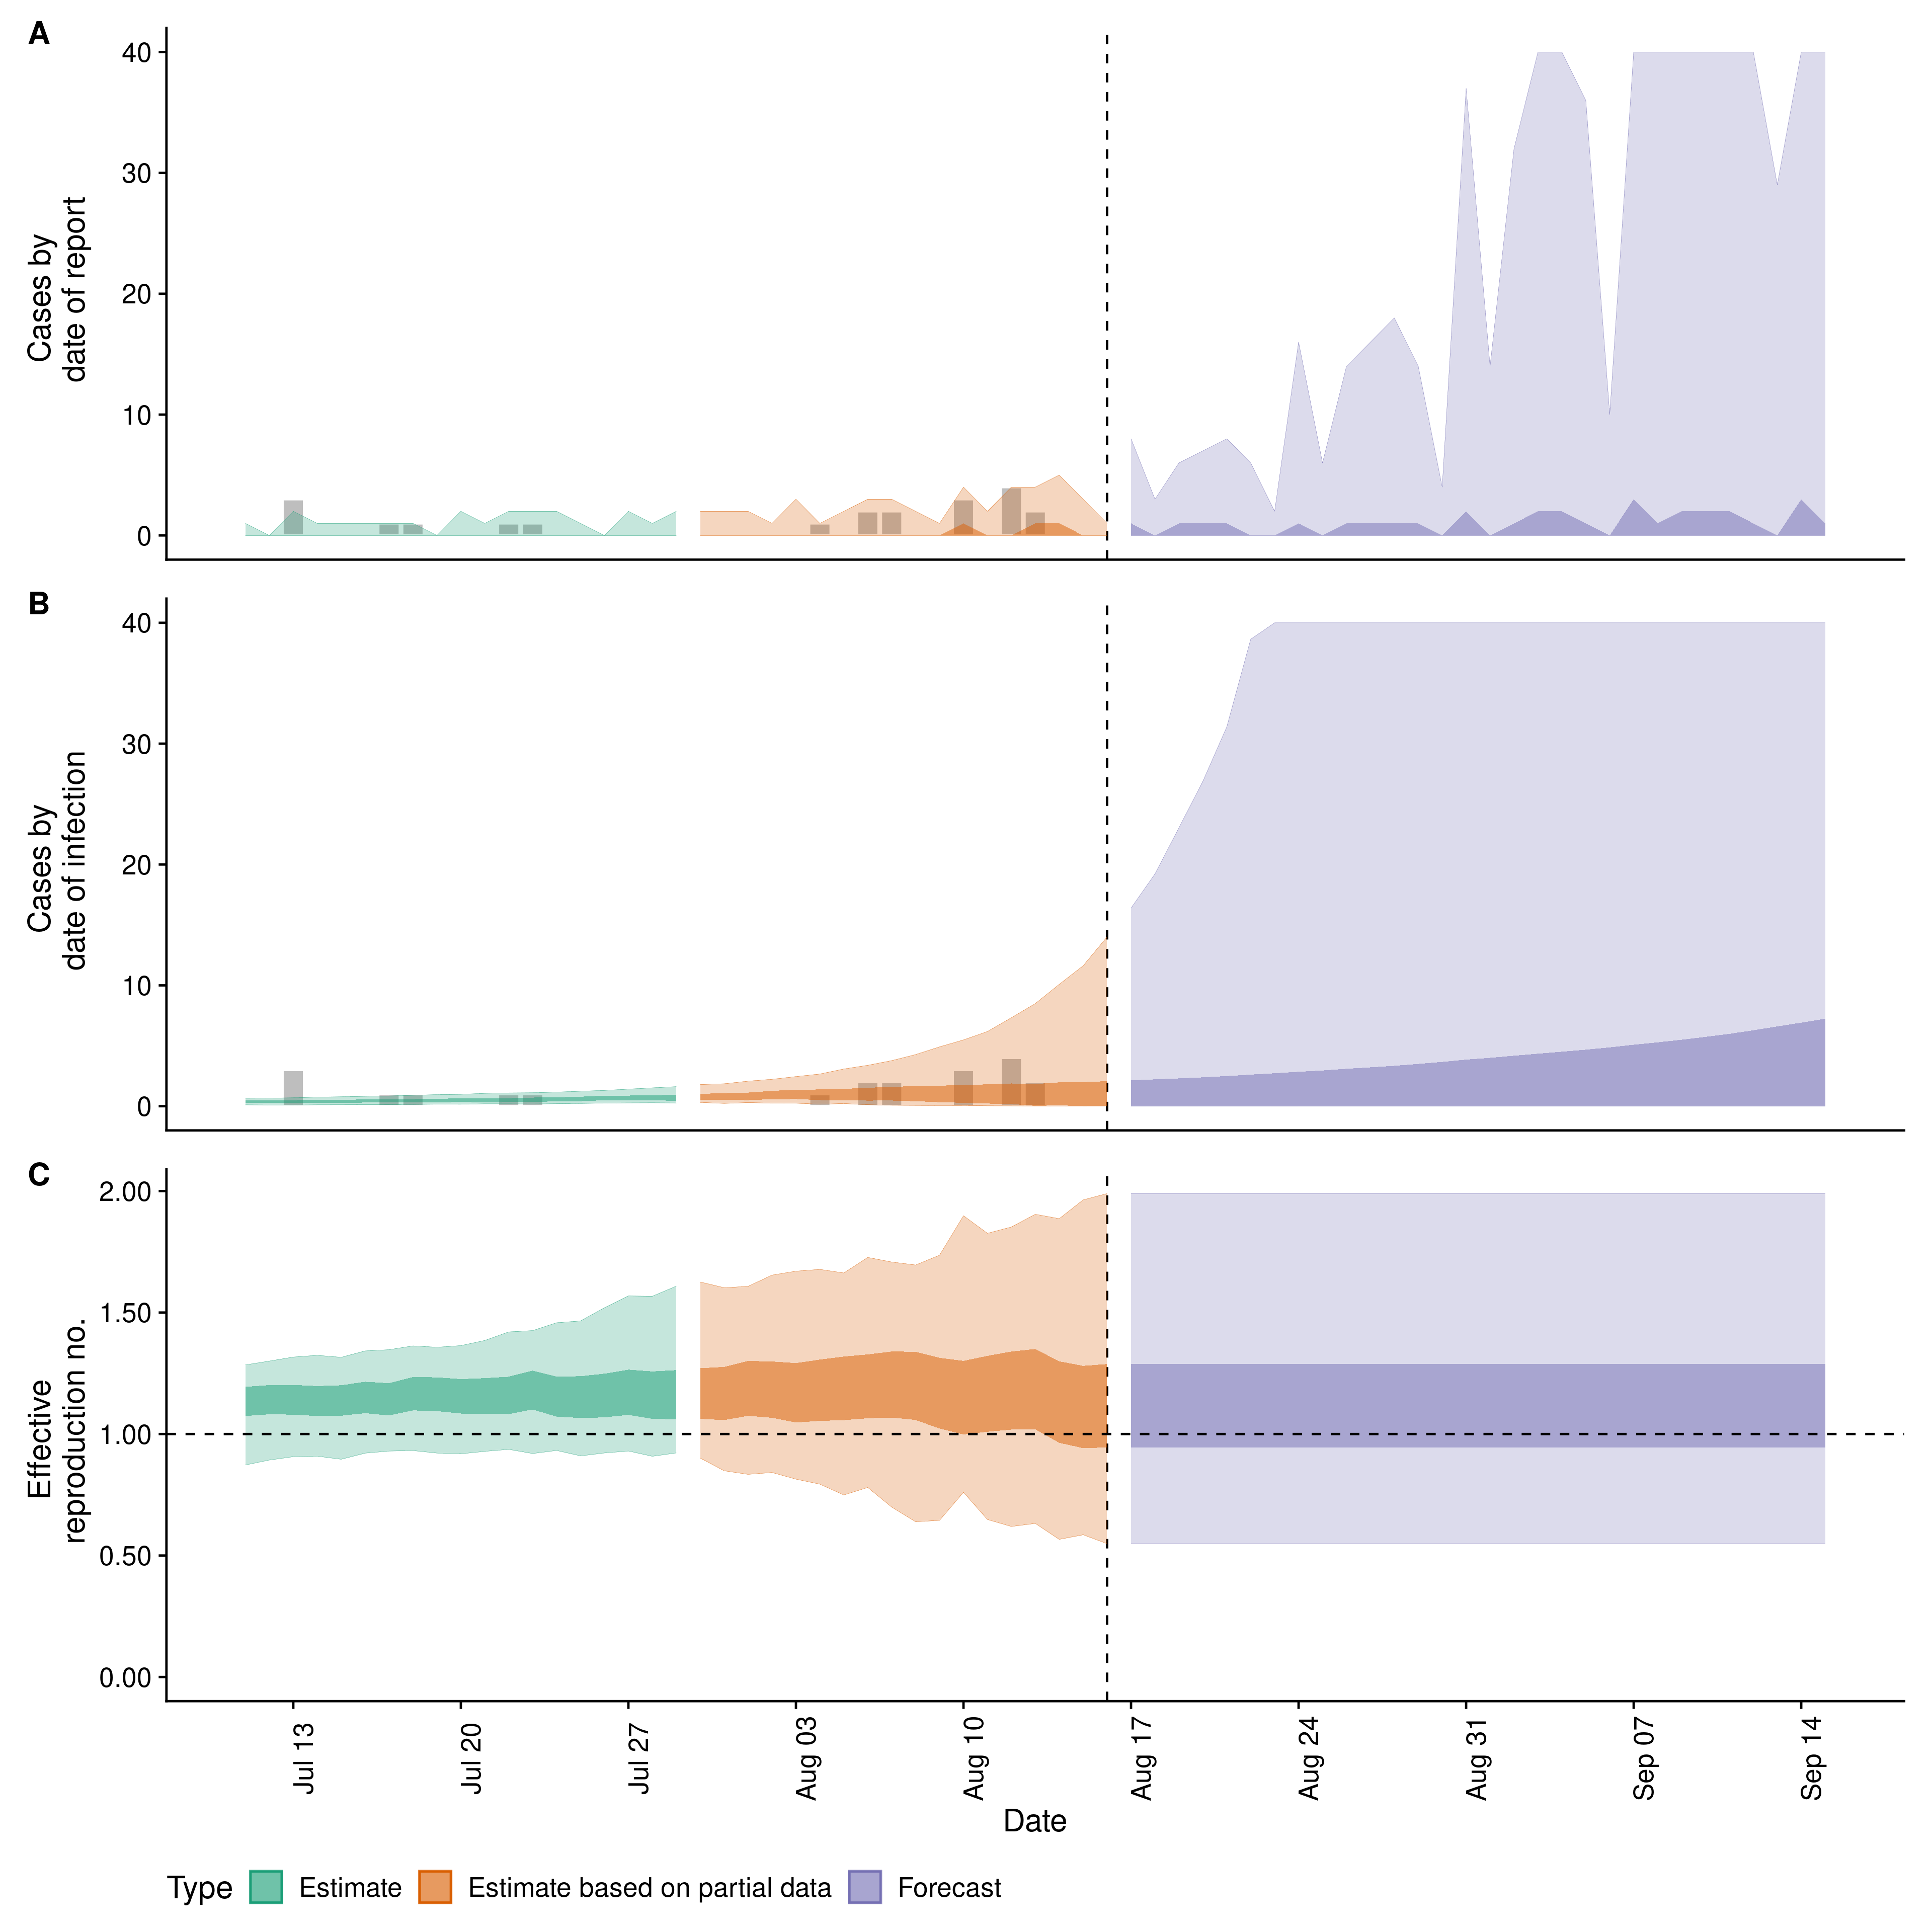 A
40
30
20
10
0
Cases by
date of report
B
40
30
20
10
0
Cases by
date of infection
C
2.00
1.50
1.00
0.50
0.00
Effective
reproduction no.
Jul 13
Jul 20
Jul 27
Aug 03
Aug 10
Aug 17
Aug 24
Aug 31
Sep 07
Sep 14
Date
Type Estimate Estimate based on partial data Forecast